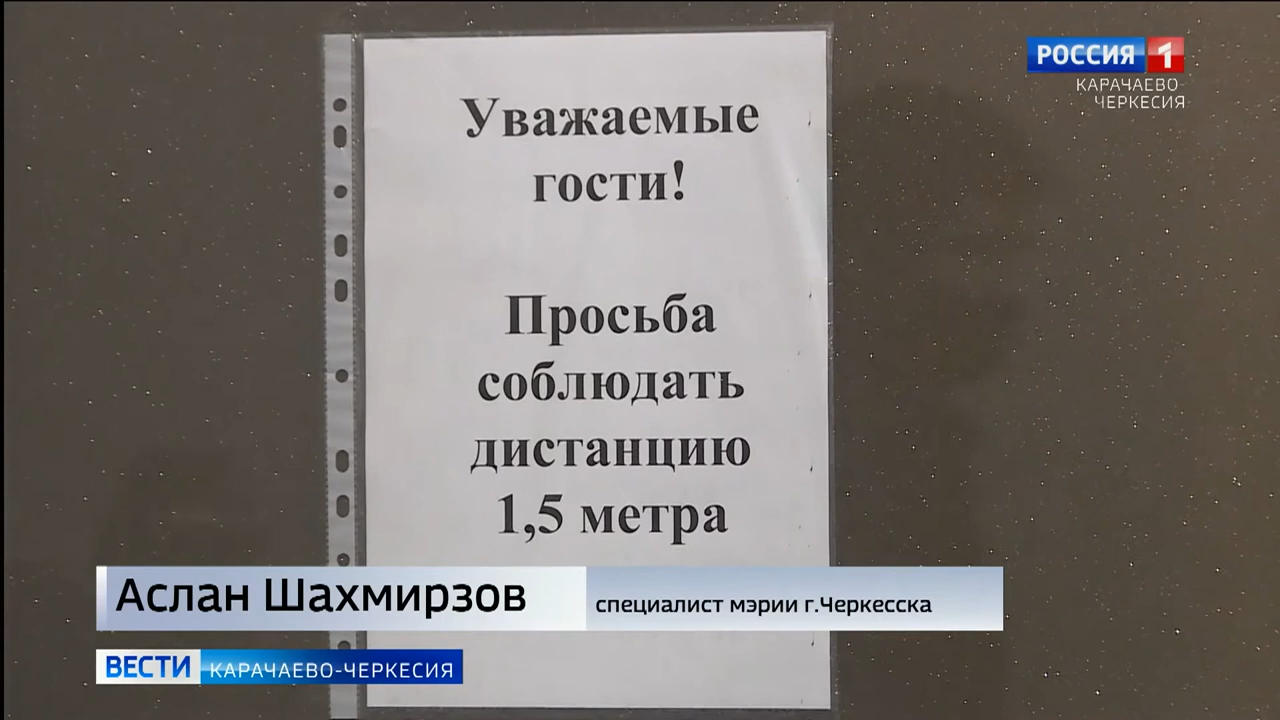 РОССИЯ 1
КАРАЧАЕВО
ЧЕРКЕСИЯ
Уважаемые
гости!
Просьба
соблюдать
дистанцию
1,5 метра
Аслан Шахмирзов
специалист мэрии г.Черкесска
ВЕСТИ КАРАЧАЕВО-ЧЕРКЕСИЯ